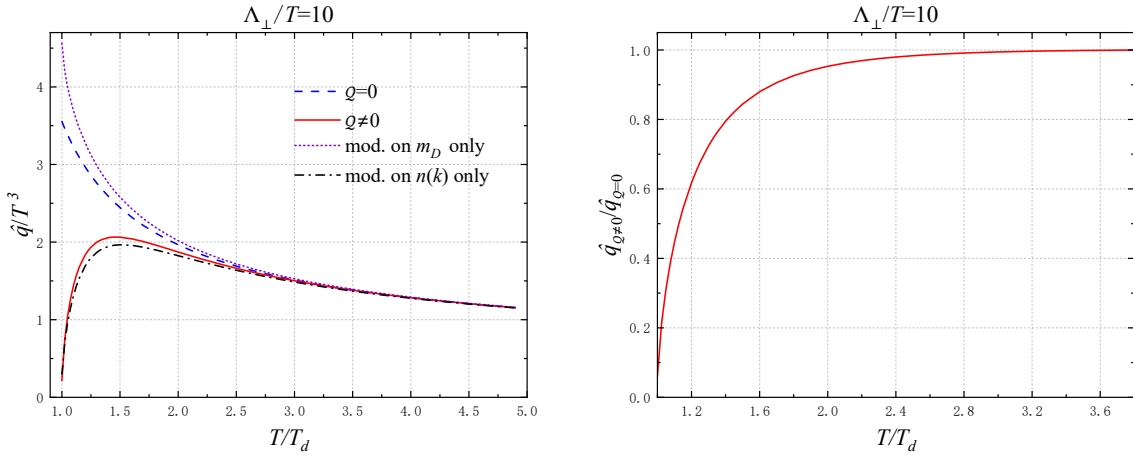 Λ⊥/T=10
q̂/T³
4
3
2
1
0
Q=0
Q≠0
mod. on m_D only
mod. on n(k) only
1.0 1.5 2.0 2.5 3.0 3.5 4.0 4.5 5.0
T/T_d
Λ⊥/T=10
q̂_Q≠0/q̂_Q=0
1.0
0.8
0.6
0.4
0.2
0.0
1.2 1.6 2.0 2.4 2.8 3.2 3.6
T/T_d